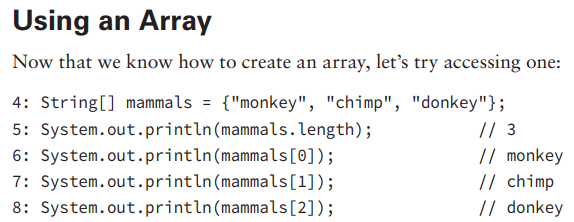 Using an Array
Now that we know how to create an array, let’s try accessing one:
4: String[] mammals = {"monkey", "chimp", "donkey"};
5: System.out.println(mammals.length); // 3
6: System.out.println(mammals[0]); // monkey
7: System.out.println(mammals[1]); // chimp
8: System.out.println(mammals[2]); // donkey